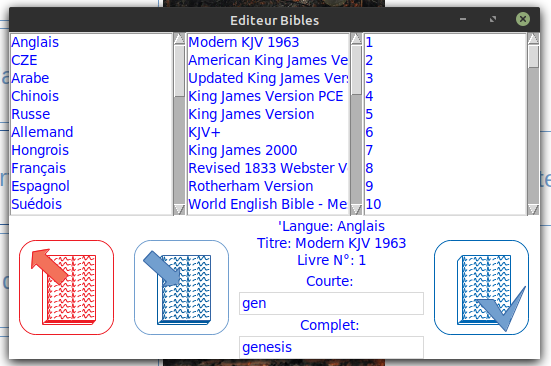 Editeur Bibles
Anglais
CZE
Arabe
Chinois
Russe
Allemand
Hongrois
Français
Espagnol
Suédois
Modern KJV 1963
American King James Ve
Updated King James Vers
King James Version PCE
King James Version
KJV+
King James 2000
Revised 1833 Webster V
Rotherham Version
World English Bible - Me
1
2
3
4
5
6
7
8
9
10
'Langue: Anglais
Titre: Modern KJV 1963
Livre N°: 1
Courte:
gen
Complet:
genesis